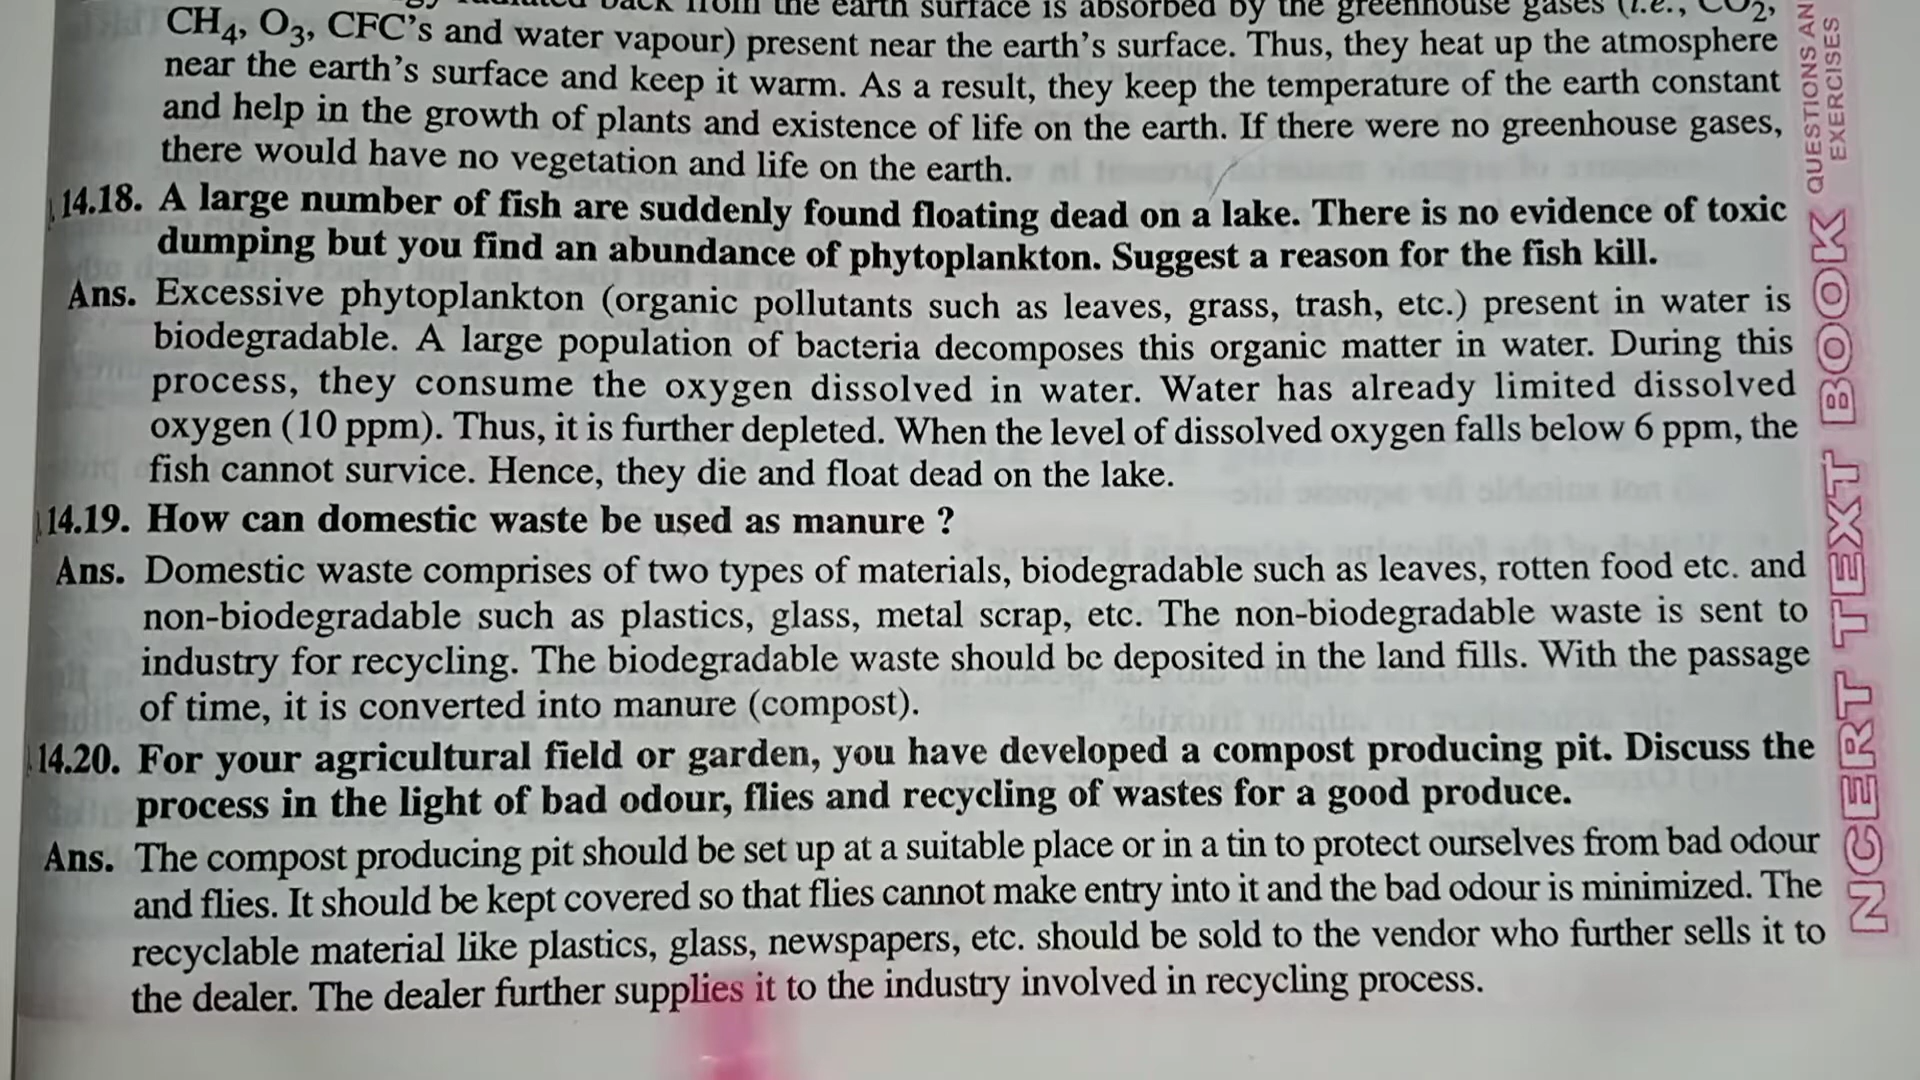 radiated back from the earth surface is absorbed by the greenhouse gases (i.e., CO2,
CH4, O3, CFC's and water vapour) present near the earth's surface. Thus, they heat up the atmosphere
near the earth's surface and keep it warm. As a result, they keep the temperature of the earth constant
and help in the growth of plants and existence of life on the earth. If there were no greenhouse gases,
there would have no vegetation and life on the earth.
14.18. A large number of fish are suddenly found floating dead on a lake. There is no evidence of toxic
dumping but you find an abundance of phytoplankton. Suggest a reason for the fish kill.
Ans. Excessive phytoplankton (organic pollutants such as leaves, grass, trash, etc.) present in water is
biodegradable. A large population of bacteria decomposes this organic matter in water. During this
process, they consume the oxygen dissolved in water. Water has already limited dissolved
oxygen (10 ppm). Thus, it is further depleted. When the level of dissolved oxygen falls below 6 ppm, the
fish cannot survice. Hence, they die and float dead on the lake.
14.19. How can domestic waste be used as manure ?
Ans. Domestic waste comprises of two types of materials, biodegradable such as leaves, rotten food etc. and
non-biodegradable such as plastics, glass, metal scrap, etc. The non-biodegradable waste is sent to
industry for recycling. The biodegradable waste should be deposited in the land fills. With the passage
of time, it is converted into manure (compost).
14.20. For your agricultural field or garden, you have developed a compost producing pit. Discuss the
process in the light of bad odour, flies and recycling of wastes for a good produce.
Ans. The compost producing pit should be set up at a suitable place or in a tin to protect ourselves from bad odour
and flies. It should be kept covered so that flies cannot make entry into it and the bad odour is minimized. The
recyclable material like plastics, glass, newspapers, etc. should be sold to the vendor who further sells it to
the dealer. The dealer further supplies it to the industry involved in recycling process.
NCERT TEXT BOOK
QUESTIONS AN
EXERCISES